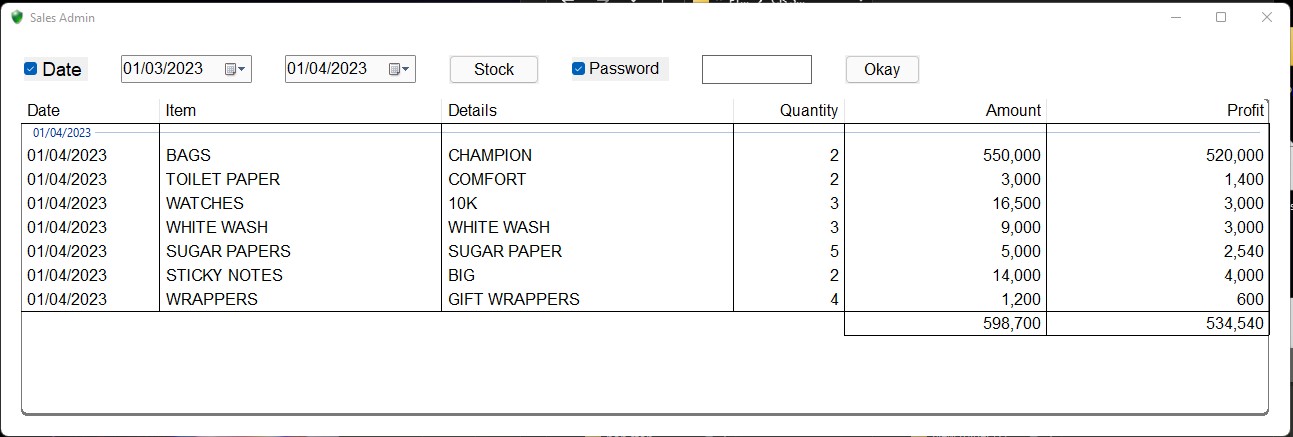 Sales Admin
Date 01/03/2023 01/04/2023 Stock Password Okay
Date Item Details Quantity Amount Profit
01/04/2023
01/04/2023 BAGS CHAMPION 2 550,000 520,000
01/04/2023 TOILET PAPER COMFORT 2 3,000 1,400
01/04/2023 WATCHES 10K 3 16,500 3,000
01/04/2023 WHITE WASH WHITE WASH 3 9,000 3,000
01/04/2023 SUGAR PAPERS SUGAR PAPER 5 5,000 2,540
01/04/2023 STICKY NOTES BIG 2 14,000 4,000
01/04/2023 WRAPPERS GIFT WRAPPERS 4 1,200 600
598,700 534,540